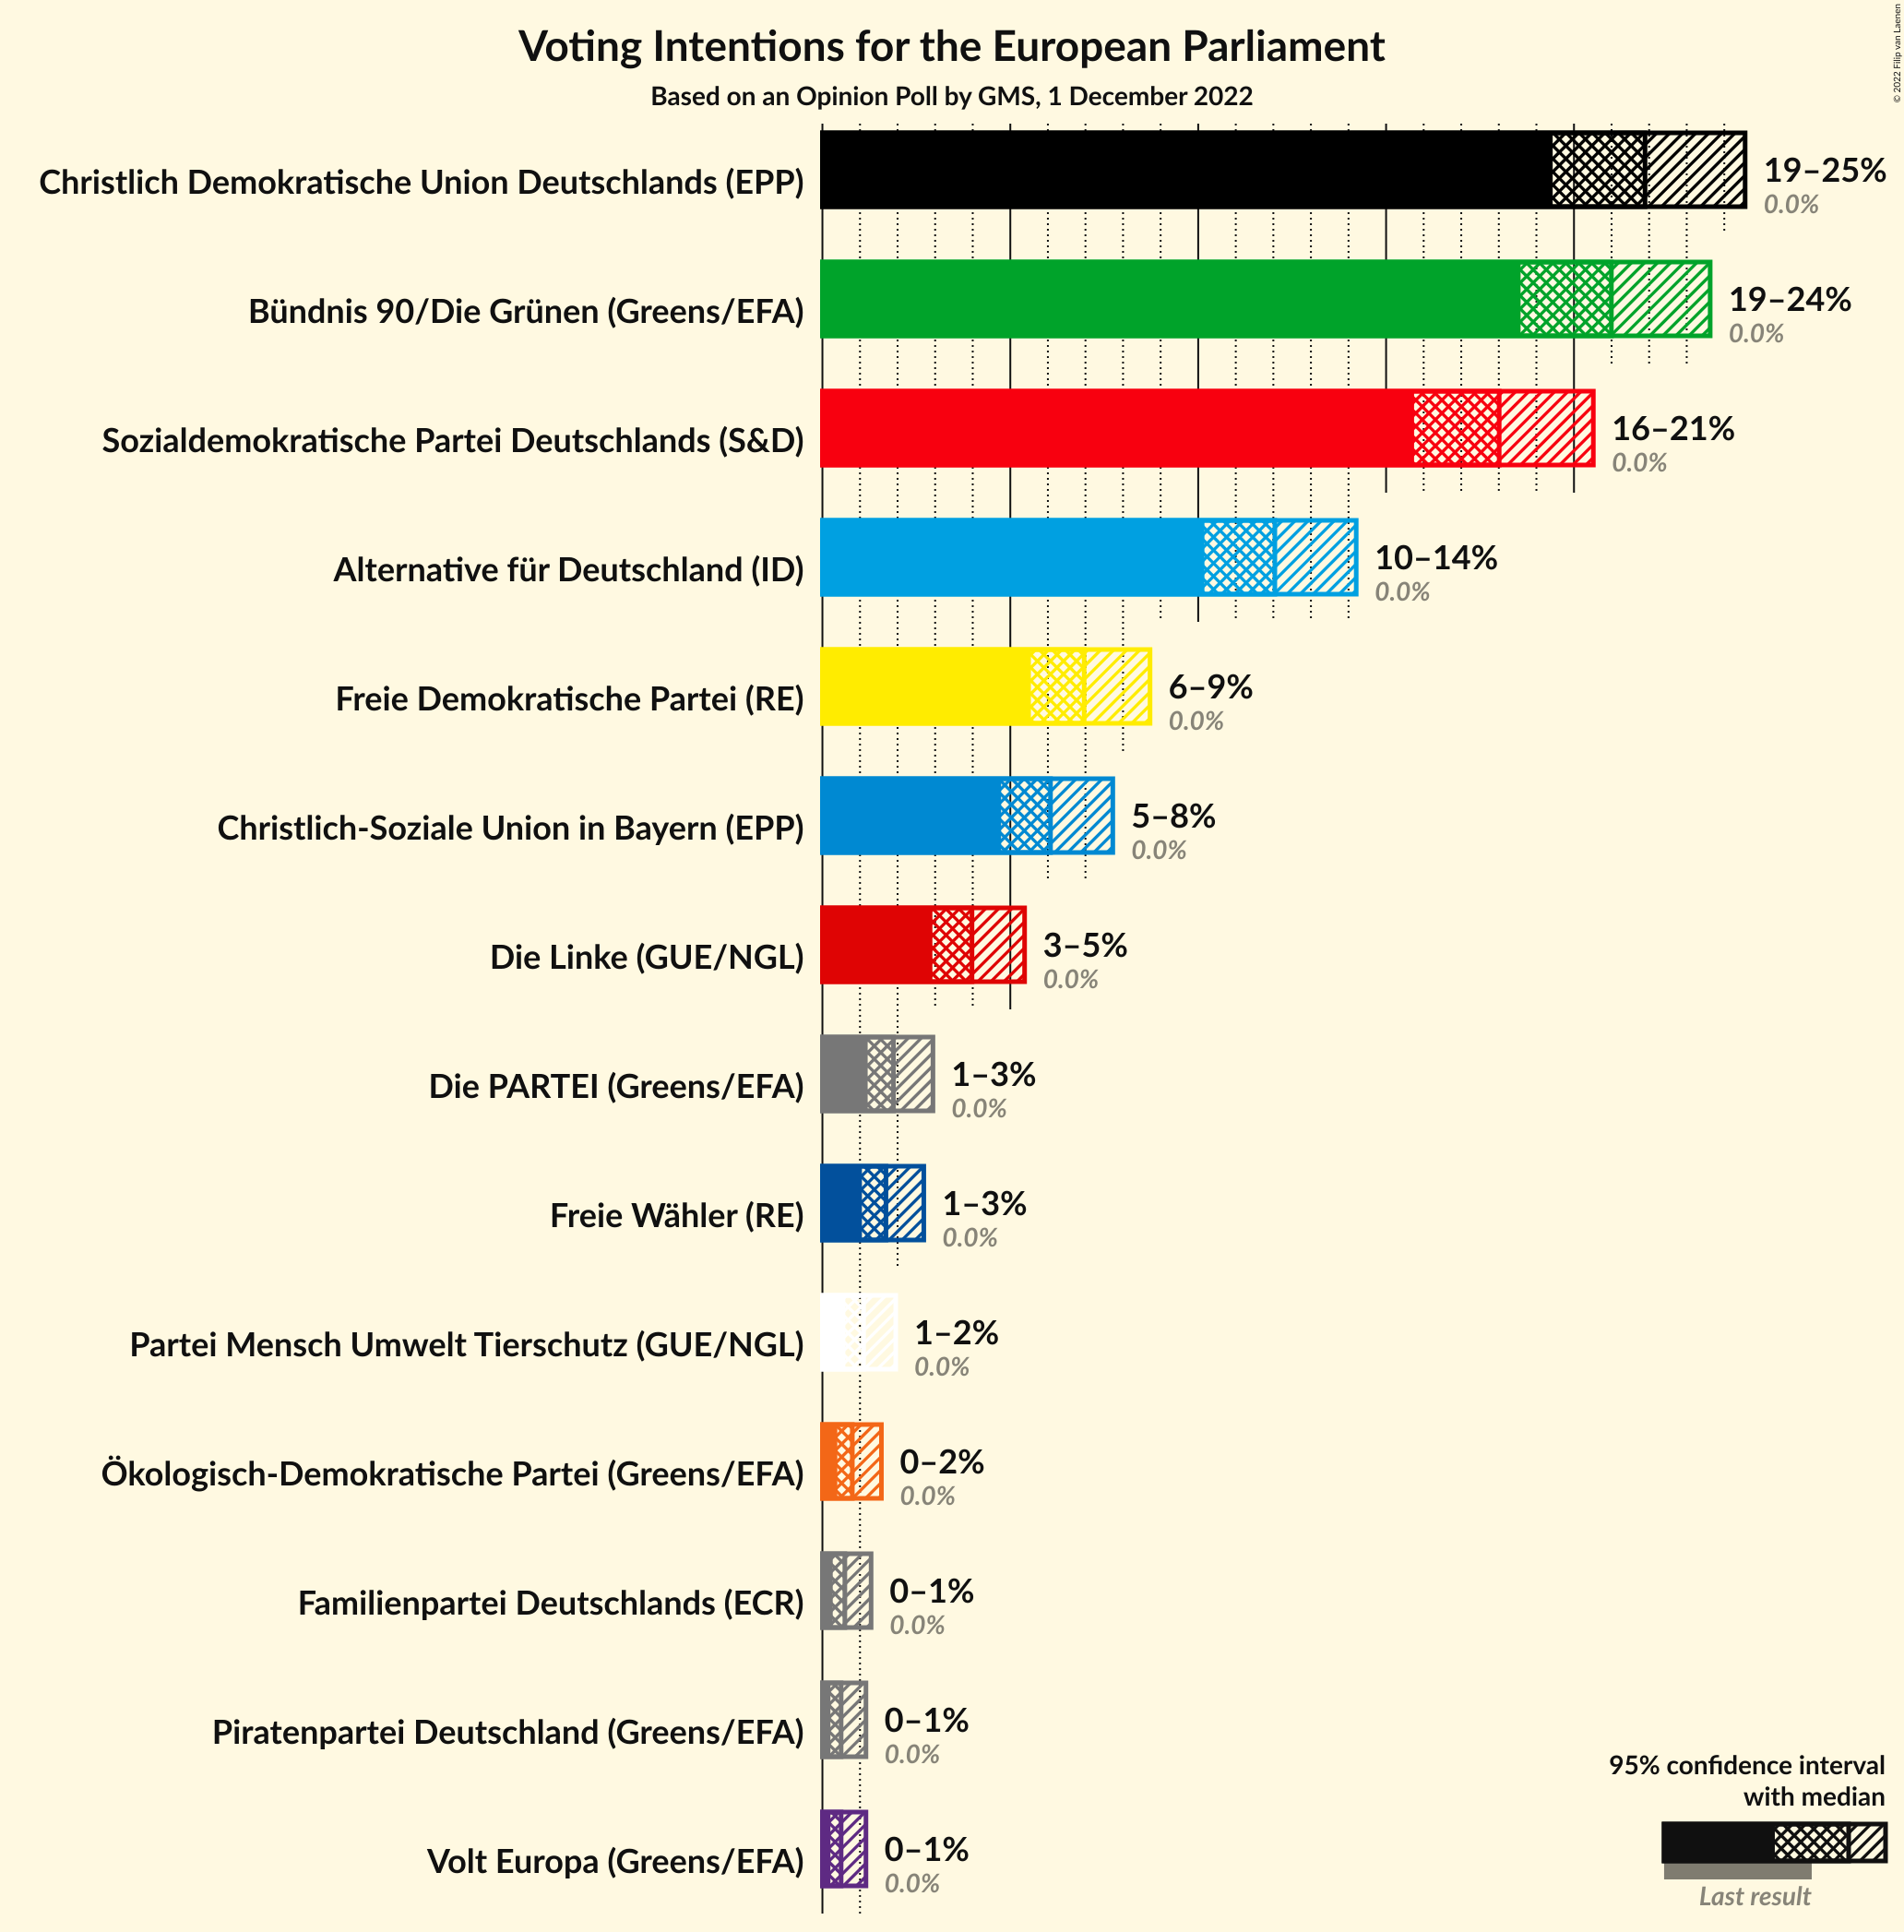 Voting Intentions for the European Parliament
Based on an Opinion Poll by GMS, 1 December 2022
© 2022 Filip van Laenen
Christlich Demokratische Union Deutschlands (EPP)
19–25%
0.0%
Bündnis 90/Die Grünen (Greens/EFA)
19–24%
0.0%
Sozialdemokratische Partei Deutschlands (S&D)
16–21%
0.0%
Alternative für Deutschland (ID)
10–14%
0.0%
Freie Demokratische Partei (RE)
6–9%
0.0%
Christlich-Soziale Union in Bayern (EPP)
5–8%
0.0%
Die Linke (GUE/NGL)
3–5%
0.0%
Die PARTEI (Greens/EFA)
1–3%
0.0%
Freie Wähler (RE)
1–3%
0.0%
Partei Mensch Umwelt Tierschutz (GUE/NGL)
1–2%
0.0%
Ökologisch-Demokratische Partei (Greens/EFA)
0–2%
0.0%
Familienpartei Deutschlands (ECR)
0–1%
0.0%
Piratenpartei Deutschland (Greens/EFA)
0–1%
0.0%
Volt Europa (Greens/EFA)
0–1%
0.0%
95% confidence interval
with median
Last result